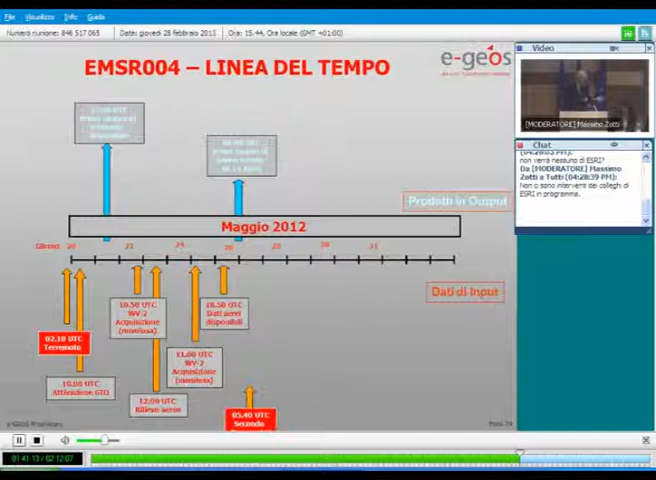 File Visualizza Info Guida
Numero riunione: 846 517 065 Data: giovedì 28 febbraio 2013 Ora: 15.44, Ora locale (GMT +01:00)
EMSR004 – LINEA DEL TEMPO
e-geos
Prodotti in Output
Maggio 2012
Giorno
31
Dati di Input
02.10 UTC
Terremoto
10.00 UTC
Attivazione GIO
10.50 UTC
WV-2
Acquisizione
(nuvolosa)
12:00 UTC
Rilievo aereo
11.00 UTC
WV-2
Acquisizione
(nuvolosa)
18.50 UTC
Dati aerei
disponibili
05.40 UTC
Secondo
Video
[MODERATORE] Massimo Zotti
Chat
non verrà nessuno di ESRI?
Da [MODERATORE] Massimo
Zotti a Tutti (04:28:39 PM):
Non ci sono interventi dei colleghi di
ESRI in programma.
01:41:13 / 02:12:07